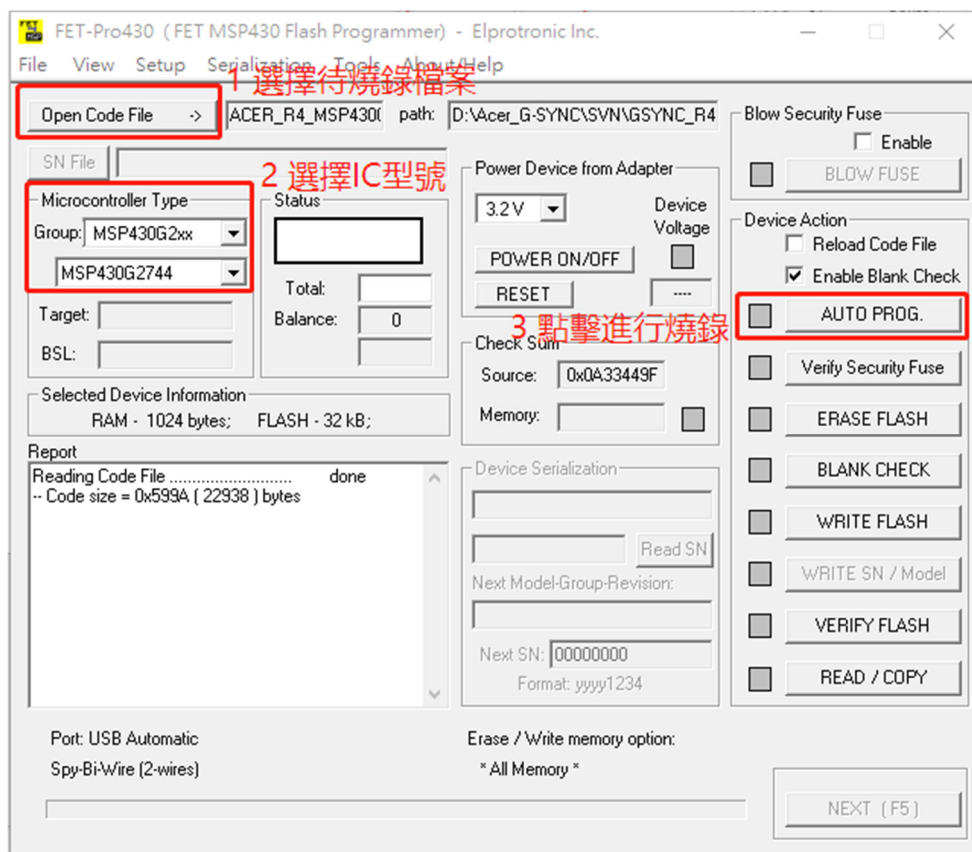 FET-Pro430 ( FET MSP430 Flash Programmer) - Elprotronic Inc.
File View Setup Serialization Tools About/Help
1 選擇待燒錄檔案
Open Code File -> ACER_R4_MSP430( path: D:\Acer_G-SYNC\SVN\GSYNC_R4
SN File
2 選擇IC型號
Microcontroller Type
Group: MSP430G2xx
MSP430G2744
Target:
BSL:
Status
Total:
Balance: 0
Selected Device Information
RAM - 1024 bytes; FLASH - 32 kB;
Report
Reading Code File ............................ done
-- Code size = 0x599A ( 22938 ) bytes
Power Device from Adapter
3.2 V
Device
Voltage
POWER ON/OFF
RESET
----
3 點擊進行燒錄
Check Sum
Source: 0x0A33449F
Memory:
Device Serialization
Read SN
Next Model-Group-Revision:
Next SN: 00000000
Format: yyyy1234
Blow Security Fuse
Enable
BLOW FUSE
Device Action
Reload Code File
Enable Blank Check
AUTO PROG.
Verify Security Fuse
ERASE FLASH
BLANK CHECK
WRITE FLASH
WRITE SN / Model
VERIFY FLASH
READ / COPY
Port: USB Automatic
Spy-Bi-Wire (2-wires)
Erase / Write memory option:
* All Memory *
NEXT ( F5 )